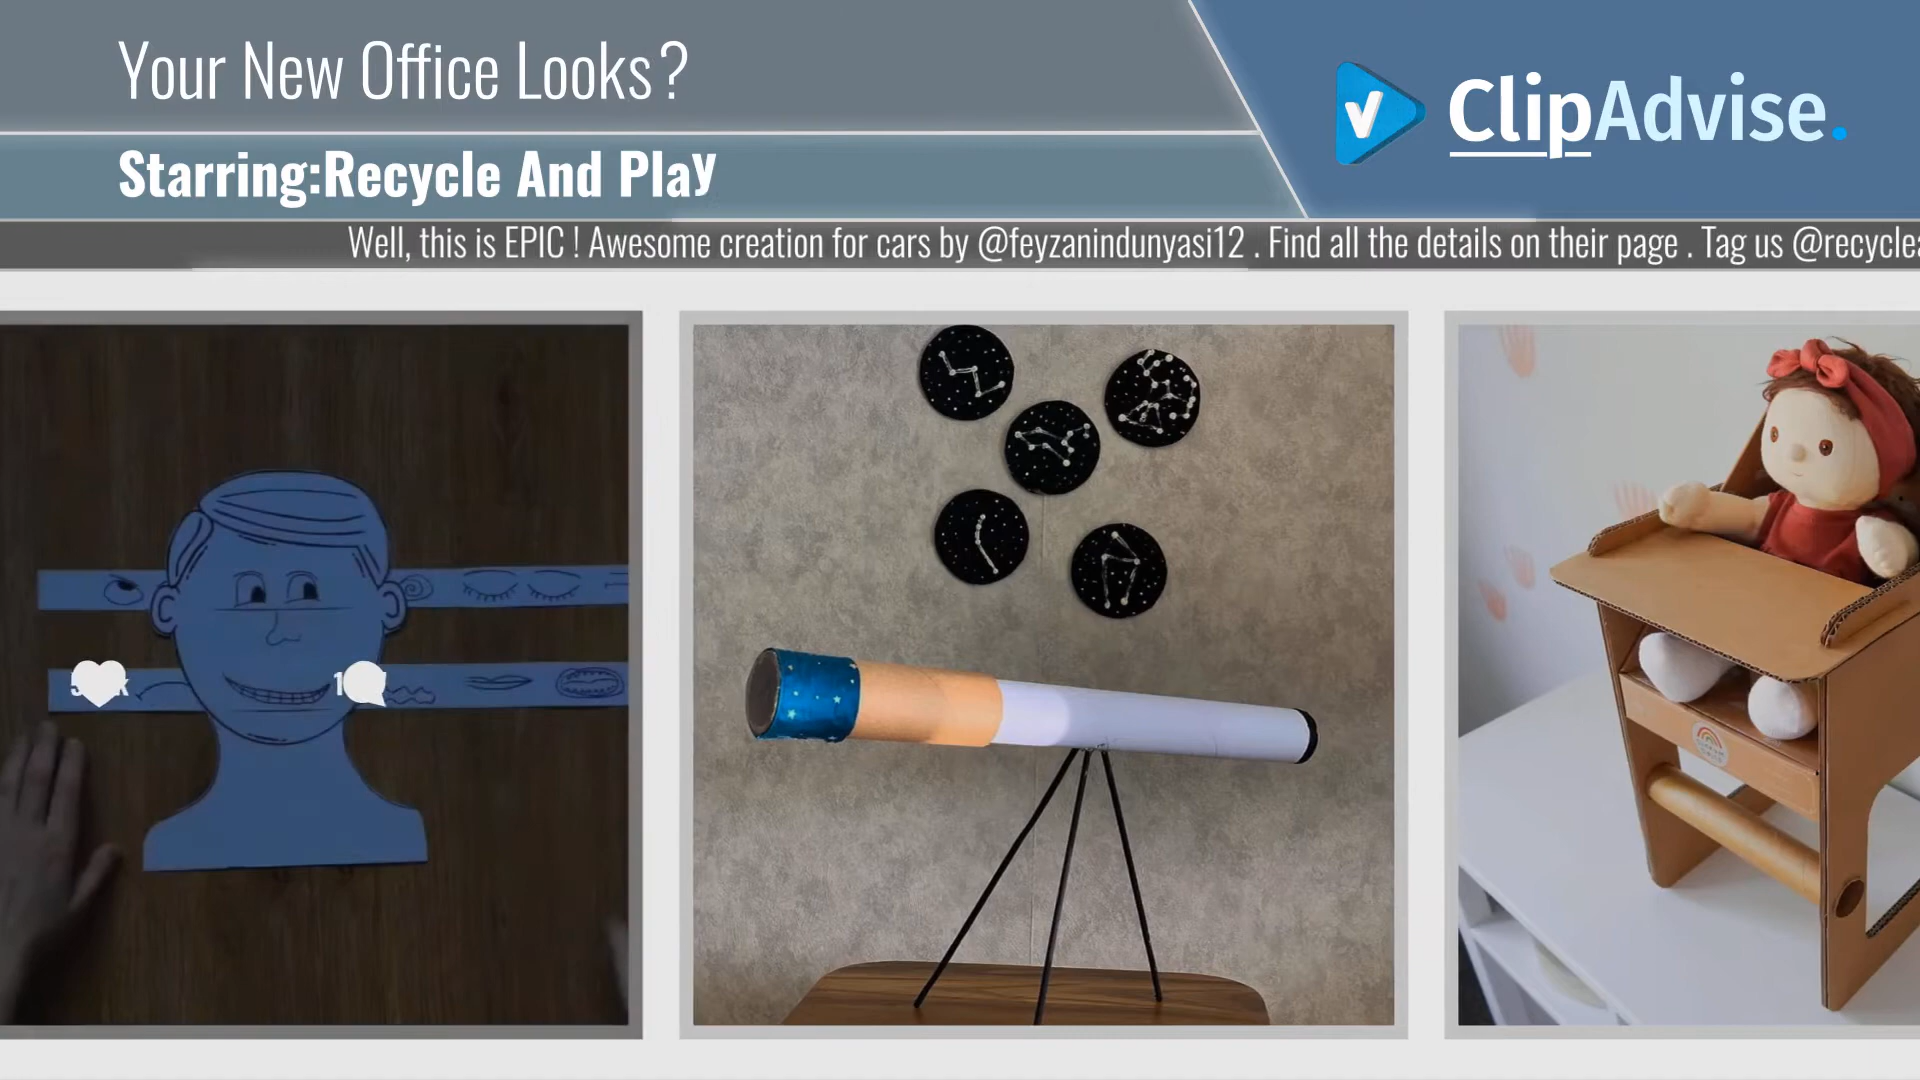 Your New Office Looks?
ClipAdvise.
Starring:Recycle And Play
Well, this is EPIC ! Awesome creation for cars by @feyzanindunyasi12 . Find all the details on their page . Tag us @recyclea